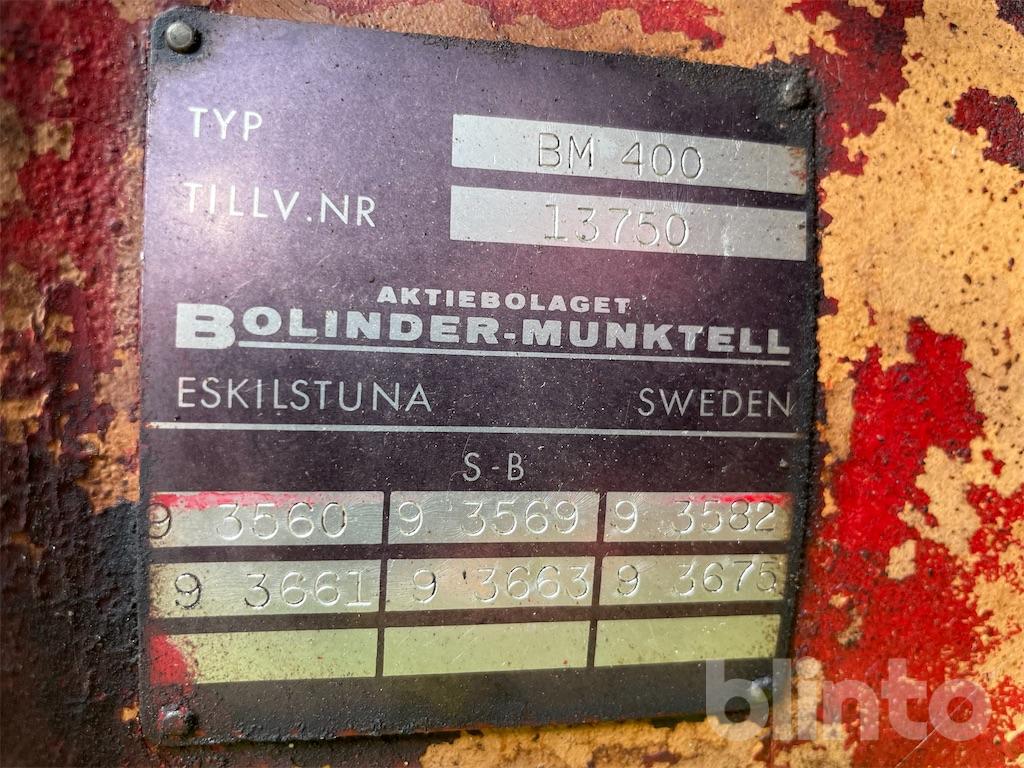 TYP BM 400
TILLV.NR 13750
AKTIEBOLAGET
BOLINDER-MUNKTELL
ESKILSTUNA SWEDEN
S-B
9 3560 9 3569 9 3582
9 3661 9 3663 9 3675
blinto